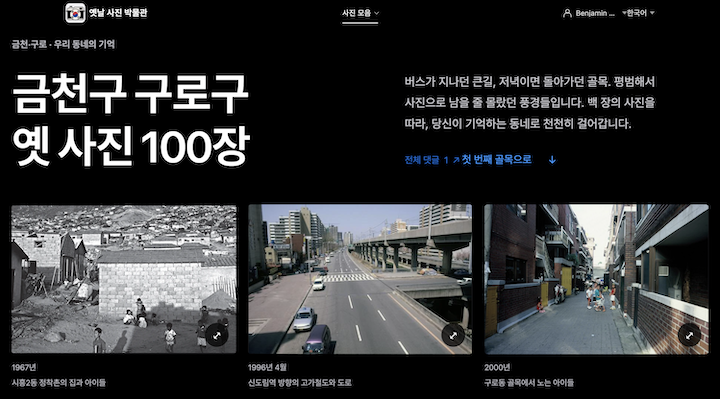 옛날 사진 박물관
사진 모음
Benjamin ...
한국어
금천·구로 · 우리 동네의 기억
금천구 구로구
옛 사진 100장
버스가 지나던 큰길, 저녁이면 돌아가던 골목. 평범해서
사진으로 남을 줄 몰랐던 풍경들입니다. 백 장의 사진을
따라, 당신이 기억하는 동네로 천천히 걸어갑니다.
전체 댓글 1 ↗ 첫 번째 골목으로 ↓
1967년
시흥2동 정착촌의 집과 아이들
1996년 4월
신도림역 방향의 고가철도와 도로
2000년
구로동 골목에서 노는 아이들